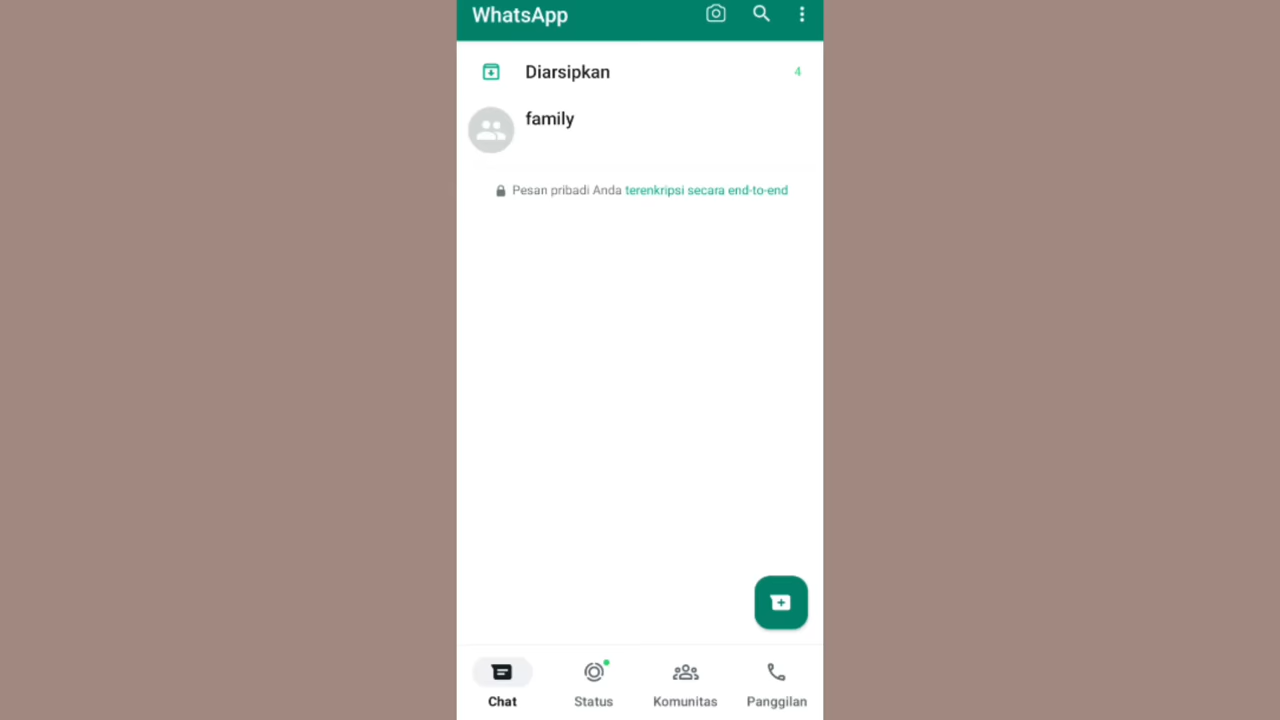 WhatsApp
Diarsipkan 4
family
Pesan pribadi Anda terenkripsi secara end-to-end
Chat Status Komunitas Panggilan